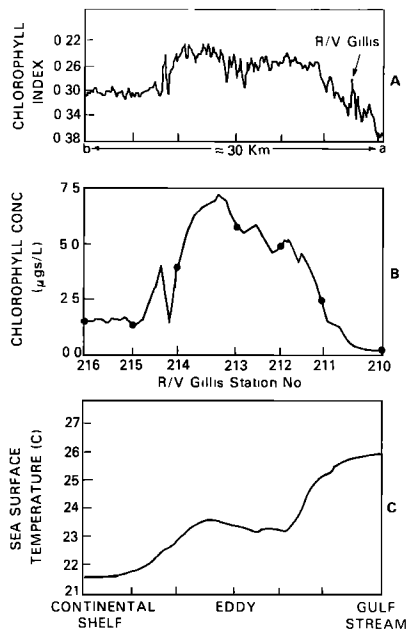 CHLOROPHYLL
INDEX
0 22
0.26
0.30
0.34
0 38
R/V Gillis
A
b
≈ 30 Km
a
CHLOROPHYLL CONC
(μgs/L)
7 5
5.0
2.5
0 0
B
216 215 214 213 212 211 210
R/V Gillis Station No
SEA SURFACE
TEMPERATURE (C)
27
26
25
24
23
22
21
C
CONTINENTAL EDDY GULF
SHELF STREAM